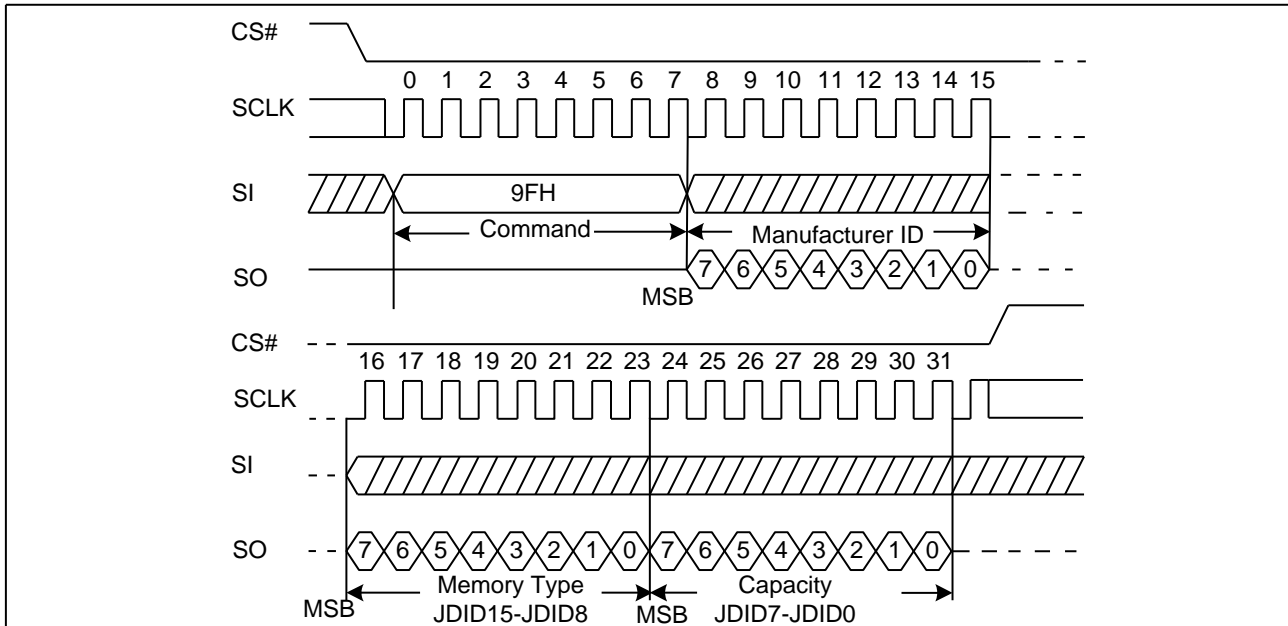 CS#
0 1 2 3 4 5 6 7 8 9 10 11 12 13 14 15
SCLK
SI 9FH
Command Manufacturer ID
SO 7 6 5 4 3 2 1 0
MSB
CS#
16 17 18 19 20 21 22 23 24 25 26 27 28 29 30 31
SCLK
SI
SO 7 6 5 4 3 2 1 0 7 6 5 4 3 2 1 0
Memory Type Capacity
MSB JDID15-JDID8 MSB JDID7-JDID0